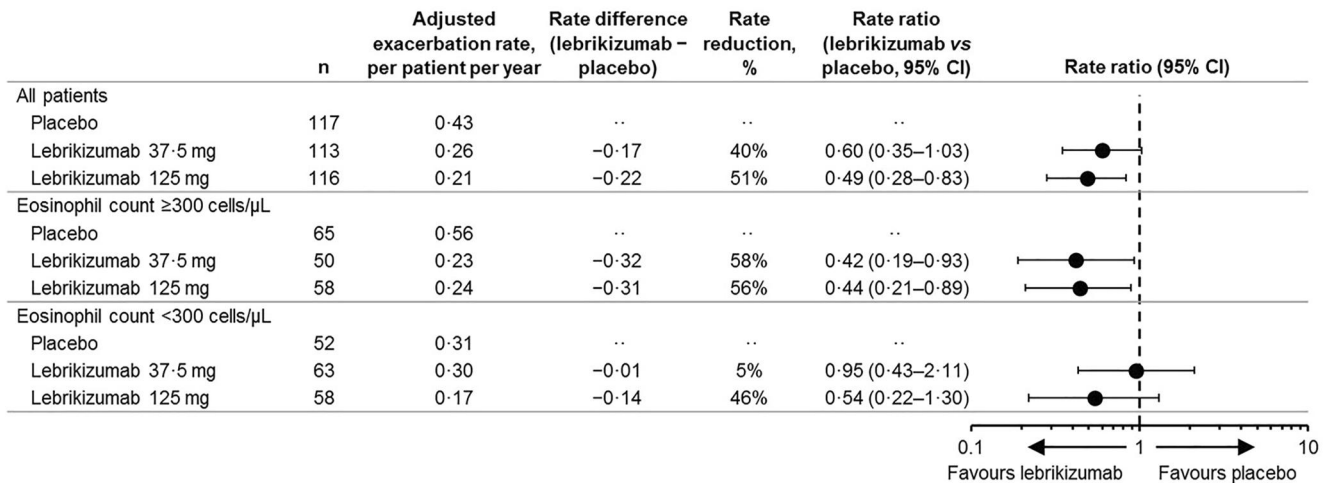 n Adjusted exacerbation rate, per patient per year Rate difference (lebrikizumab − placebo) Rate reduction, % Rate ratio (lebrikizumab vs placebo, 95% CI) Rate ratio (95% CI)
All patients
Placebo 117 0·43 ·· ·· ··
Lebrikizumab 37·5 mg 113 0·26 −0·17 40% 0·60 (0·35–1·03)
Lebrikizumab 125 mg 116 0·21 −0·22 51% 0·49 (0·28–0·83)
Eosinophil count ≥300 cells/µL
Placebo 65 0·56 ·· ·· ··
Lebrikizumab 37·5 mg 50 0·23 −0·32 58% 0·42 (0·19–0·93)
Lebrikizumab 125 mg 58 0·24 −0·31 56% 0·44 (0·21–0·89)
Eosinophil count <300 cells/µL
Placebo 52 0·31 ·· ·· ··
Lebrikizumab 37·5 mg 63 0·30 −0·01 5% 0·95 (0·43–2·11)
Lebrikizumab 125 mg 58 0·17 −0·14 46% 0·54 (0·22–1·30)
0.1 1 10
Favours lebrikizumab Favours placebo